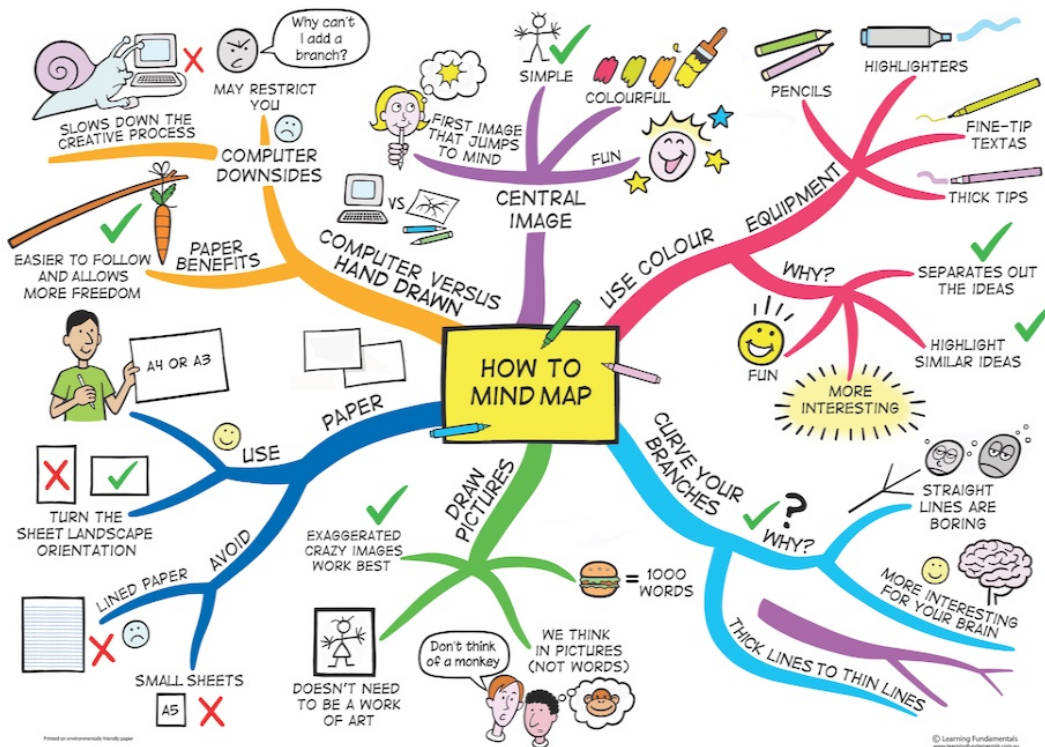 HOW TO
MIND MAP
CENTRAL
IMAGE
FIRST IMAGE
THAT JUMPS
TO MIND
SIMPLE
COLOURFUL
FUN
USE COLOUR
EQUIPMENT
PENCILS
HIGHLIGHTERS
FINE-TIP
TEXTAS
THICK TIPS
WHY?
SEPARATES OUT
THE IDEAS
HIGHLIGHT
SIMILAR IDEAS
MORE
INTERESTING
FUN
CURVE YOUR
BRANCHES
?
WHY?
STRAIGHT
LINES ARE
BORING
MORE INTERESTING
FOR YOUR BRAIN
THICK LINES TO THIN LINES
DRAW
PICTURES
= 1000
WORDS
WE THINK
IN PICTURES
(NOT WORDS)
Don't think
of a monkey
DOESN'T NEED
TO BE A WORK
OF ART
EXAGGERATED
CRAZY IMAGES
WORK BEST
PAPER
USE
A4 OR A3
TURN THE
SHEET LANDSCAPE
ORIENTATION
AVOID
LINED PAPER
SMALL SHEETS
A5
COMPUTER VERSUS
HAND DRAWN
VS
PAPER
BENEFITS
EASIER TO FOLLOW
AND ALLOWS
MORE FREEDOM
COMPUTER
DOWNSIDES
SLOWS DOWN THE
CREATIVE PROCESS
MAY RESTRICT
YOU
Why can't
I add a
branch?
Printed on environmentally friendly paper
© Learning Fundamentals